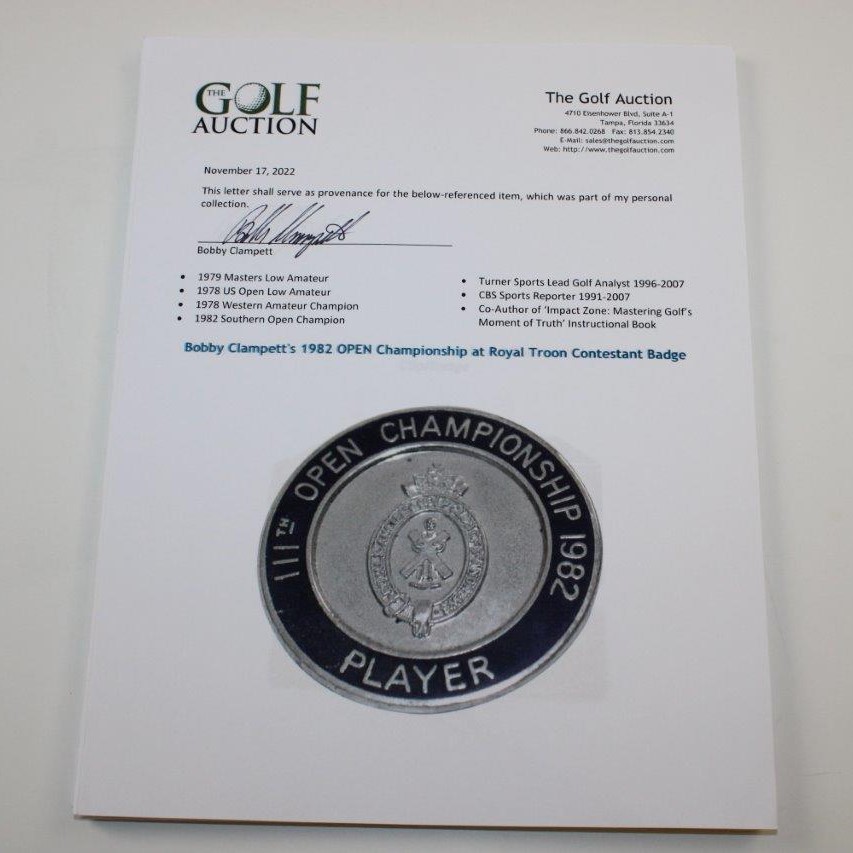 THE
GOLF
AUCTION
The Golf Auction
4710 Eisenhower Blvd, Suite A-1
Tampa, Florida 33634
Phone: 866.842.0268 Fax: 813.854.2340
E-Mail: sales@thegolfauction.com
Web: http://www.thegolfauction.com
November 17, 2022
This letter shall serve as provenance for the below-referenced item, which was part of my personal
collection.
Bobby Clampett
Bobby Clampett
• 1979 Masters Low Amateur
• 1978 US Open Low Amateur
• 1978 Western Amateur Champion
• 1982 Southern Open Champion
• Turner Sports Lead Golf Analyst 1996-2007
• CBS Sports Reporter 1991-2007
• Co-Author of 'Impact Zone: Mastering Golf's
Moment of Truth' Instructional Book
Bobby Clampett's 1982 OPEN Championship at Royal Troon Contestant Badge
111TH OPEN CHAMPIONSHIP 1982
PLAYER